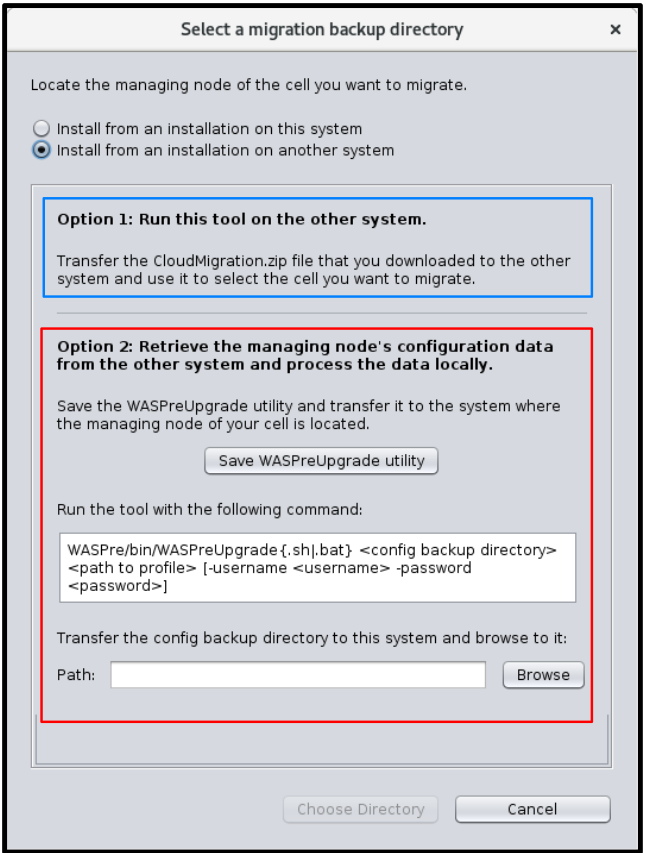 Select a migration backup directory
Locate the managing node of the cell you want to migrate.
Install from an installation on this system
Install from an installation on another system
Option 1: Run this tool on the other system.
Transfer the CloudMigration.zip file that you downloaded to the other
system and use it to select the cell you want to migrate.
Option 2: Retrieve the managing node's configuration data
from the other system and process the data locally.
Save the WASPreUpgrade utility and transfer it to the system where
the managing node of your cell is located.
Save WASPreUpgrade utility
Run the tool with the following command:
WASPre/bin/WASPreUpgrade{.sh|.bat} <config backup directory>
<path to profile> [-username <username> -password
<password>]
Transfer the config backup directory to this system and browse to it:
Path:
Browse
Choose Directory
Cancel